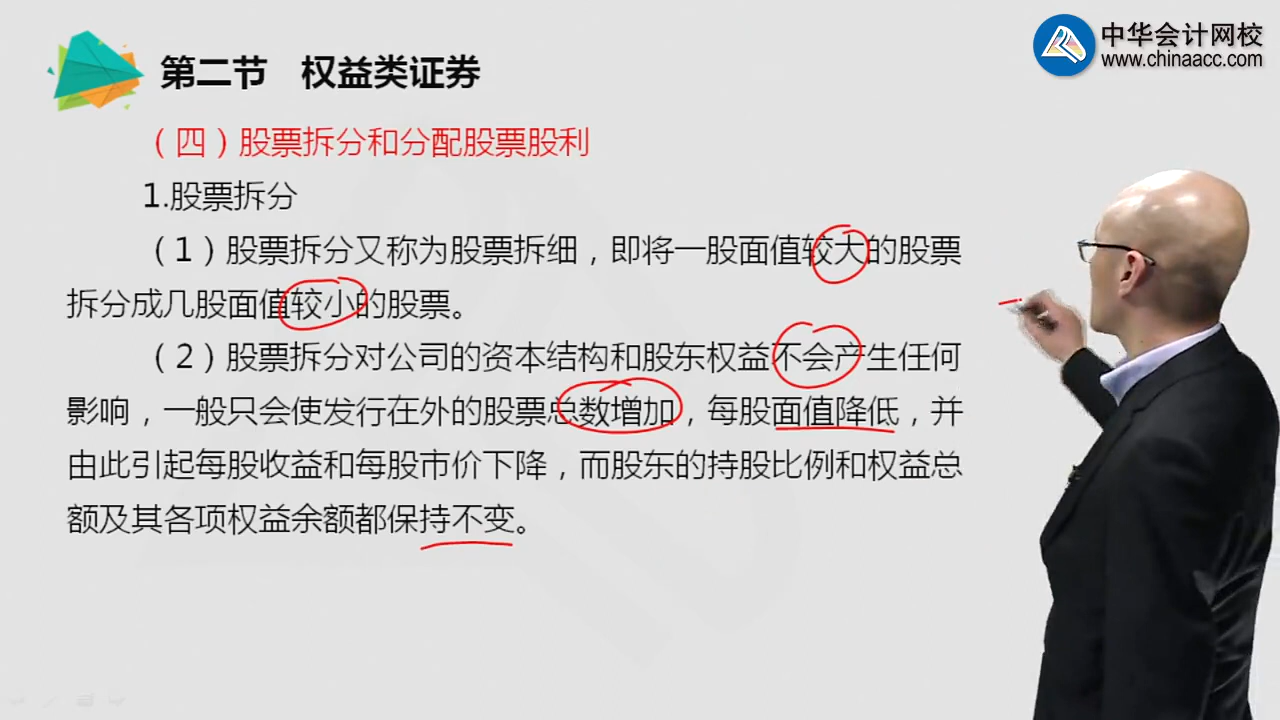 中华会计网校
www.chinaacc.com
第二节 权益类证券
（四）股票拆分和分配股票股利
1.股票拆分
（1）股票拆分又称为股票拆细，即将一股面值较大的股票
拆分成几股面值较小的股票。
（2）股票拆分对公司的资本结构和股东权益不会产生任何
影响，一般只会使发行在外的股票总数增加，每股面值降低，并
由此引起每股收益和每股市价下降，而股东的持股比例和权益总
额及其各项权益余额都保持不变。